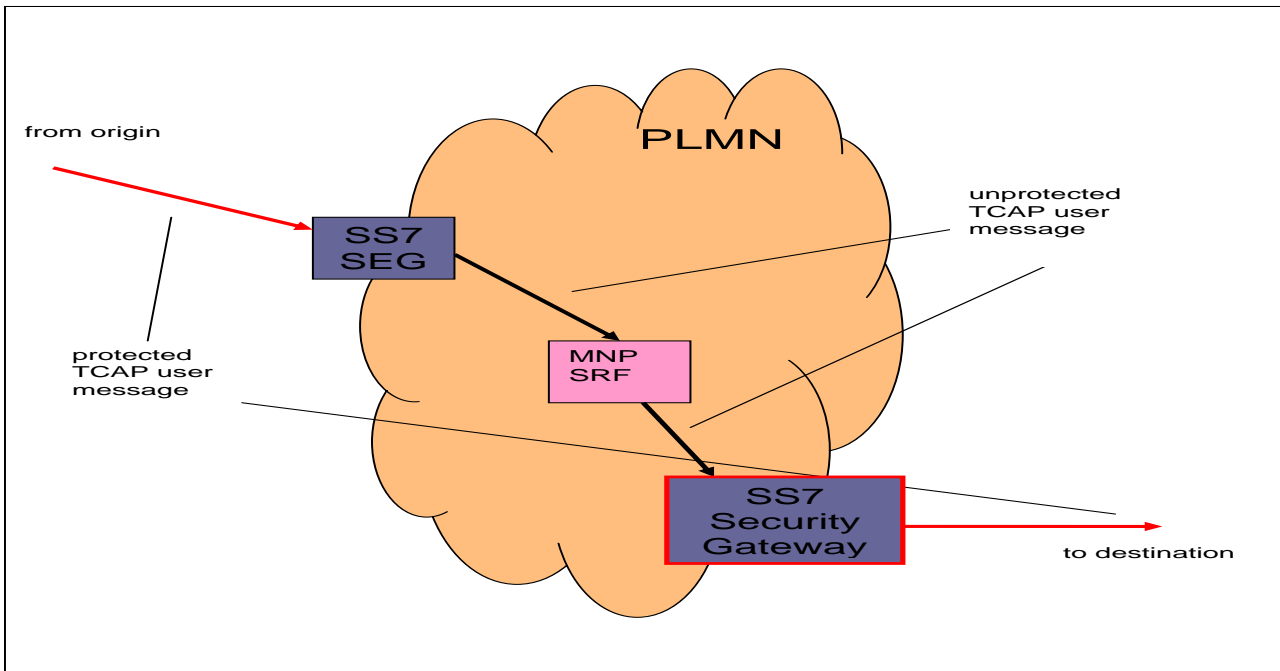 PLMN
from origin
unprotected
TCAP user
message
SS7
SEG
protected
TCAP user
message
MNP
SRF
SS7
Security
Gateway
to destination